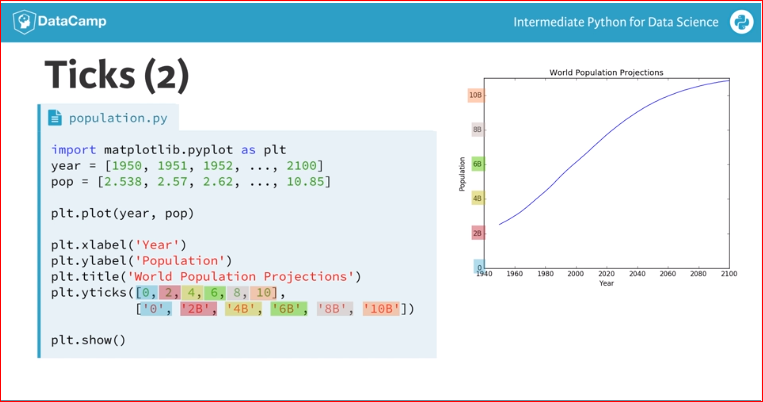 DataCamp
Intermediate Python for Data Science
Ticks (2)
population.py
import matplotlib.pyplot as plt
year = [1950, 1951, 1952, ..., 2100]
pop = [2.538, 2.57, 2.62, ..., 10.85]
plt.plot(year, pop)
plt.xlabel('Year')
plt.ylabel('Population')
plt.title('World Population Projections')
plt.yticks([0, 2, 4, 6, 8, 10],
['0', '2B', '4B', '6B', '8B', '10B'])
plt.show()
World Population Projections
10B
8B
6B
4B
2B
0
Population
1940 1960 1980 2000 2020 2040 2060 2080 2100
Year